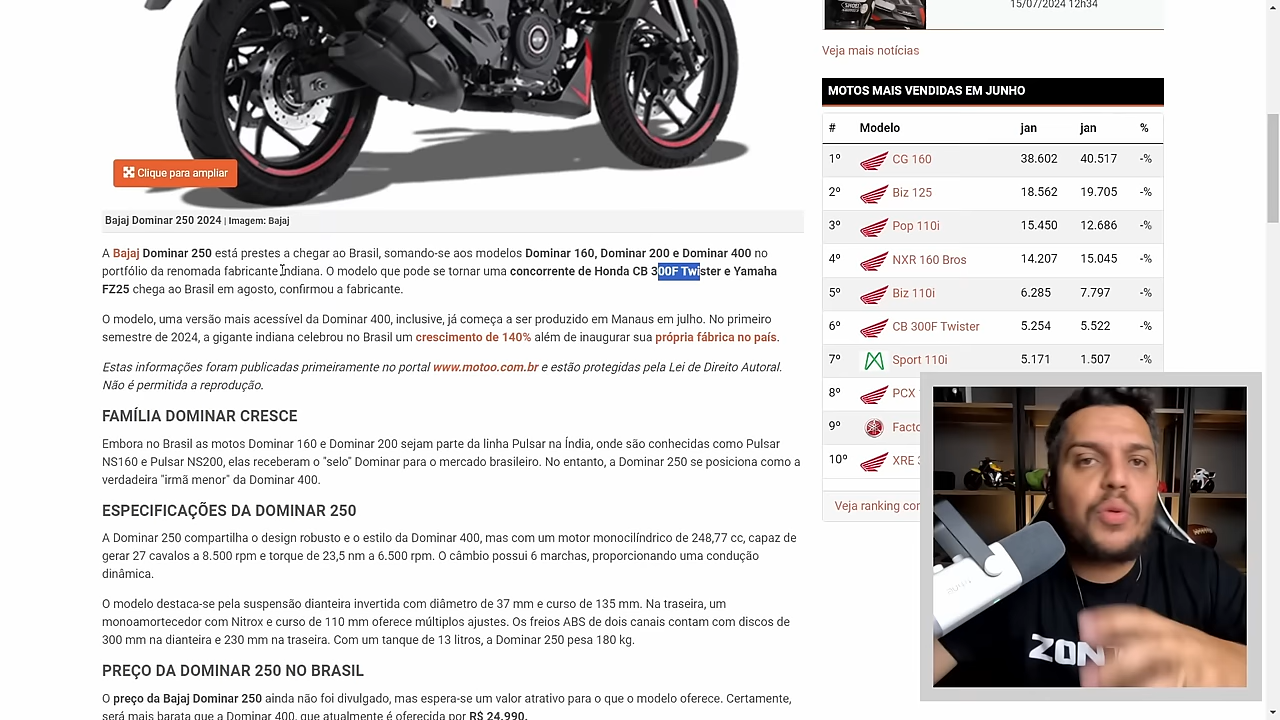 15/07/2024 12h34
Veja mais notícias
MOTOS MAIS VENDIDAS EM JUNHO
# Modelo jan jan %
1º CG 160 38.602 40.517 -%
2º Biz 125 18.562 19.705 -%
3º Pop 110i 15.450 12.686 -%
4º NXR 160 Bros 14.207 15.045 -%
5º Biz 110i 6.285 7.797 -%
6º CB 300F Twister 5.254 5.522 -%
7º Sport 110i 5.171 1.507 -%
8º PCX
9º Facto
10º XRE
Veja ranking con
Clique para ampliar
Bajaj Dominar 250 2024 | Imagem: Bajaj
A Bajaj Dominar 250 está prestes a chegar ao Brasil, somando-se aos modelos Dominar 160, Dominar 200 e Dominar 400 no
portfólio da renomada fabricante indiana. O modelo que pode se tornar uma concorrente de Honda CB 300F Twister e Yamaha
FZ25 chega ao Brasil em agosto, confirmou a fabricante.
O modelo, uma versão mais acessível da Dominar 400, inclusive, já começa a ser produzido em Manaus em julho. No primeiro
semestre de 2024, a gigante indiana celebrou no Brasil um crescimento de 140% além de inaugurar sua própria fábrica no país.
Estas informações foram publicadas primeiramente no portal www.motoo.com.br e estão protegidas pela Lei de Direito Autoral.
Não é permitida a reprodução.
FAMÍLIA DOMINAR CRESCE
Embora no Brasil as motos Dominar 160 e Dominar 200 sejam parte da linha Pulsar na Índia, onde são conhecidas como Pulsar
NS160 e Pulsar NS200, elas receberam o "selo" Dominar para o mercado brasileiro. No entanto, a Dominar 250 se posiciona como a
verdadeira "irmã menor" da Dominar 400.
ESPECIFICAÇÕES DA DOMINAR 250
A Dominar 250 compartilha o design robusto e o estilo da Dominar 400, mas com um motor monocilíndrico de 248,77 cc, capaz de
gerar 27 cavalos a 8.500 rpm e torque de 23,5 nm a 6.500 rpm. O câmbio possui 6 marchas, proporcionando uma condução
dinâmica.
O modelo destaca-se pela suspensão dianteira invertida com diâmetro de 37 mm e curso de 135 mm. Na traseira, um
monoamortecedor com Nitrox e curso de 110 mm oferece múltiplos ajustes. Os freios ABS de dois canais contam com discos de
300 mm na dianteira e 230 mm na traseira. Com um tanque de 13 litros, a Dominar 250 pesa 180 kg.
PREÇO DA DOMINAR 250 NO BRASIL
O preço da Bajaj Dominar 250 ainda não foi divulgado, mas espera-se um valor atrativo para o que o modelo oferece. Certamente,
será mais barata que a Dominar 400, que atualmente é oferecida por R$ 24.990.
ZON